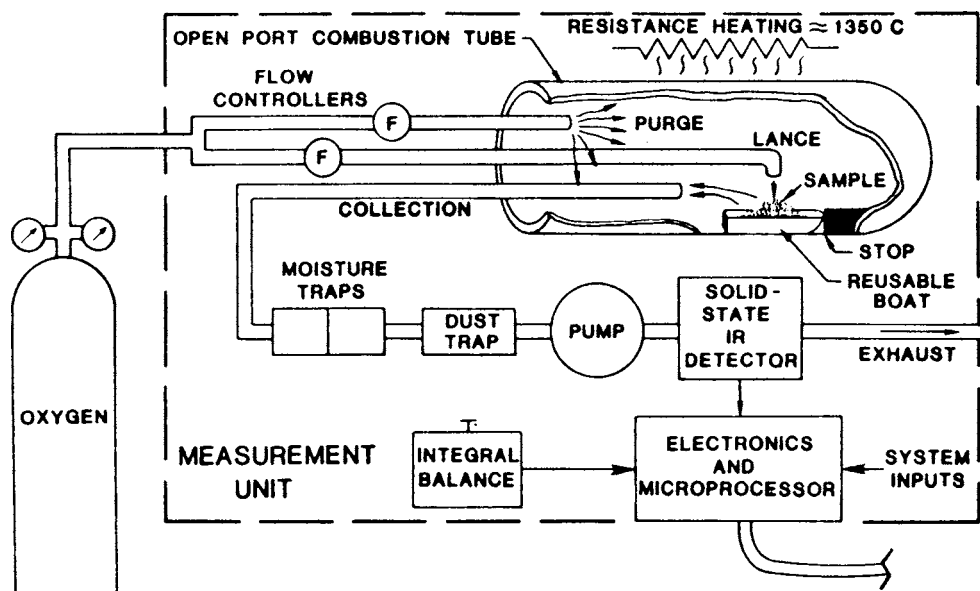 RESISTANCE HEATING ≈ 1350 C
OPEN PORT COMBUSTION TUBE
FLOW
CONTROLLERS
F
PURGE
F
LANCE
SAMPLE
COLLECTION
STOP
REUSABLE
BOAT
MOISTURE
TRAPS
DUST
TRAP
PUMP
SOLID-
STATE
IR
DETECTOR
EXHAUST
OXYGEN
MEASUREMENT
UNIT
INTEGRAL
BALANCE
ELECTRONICS
AND
MICROPROCESSOR
SYSTEM
INPUTS